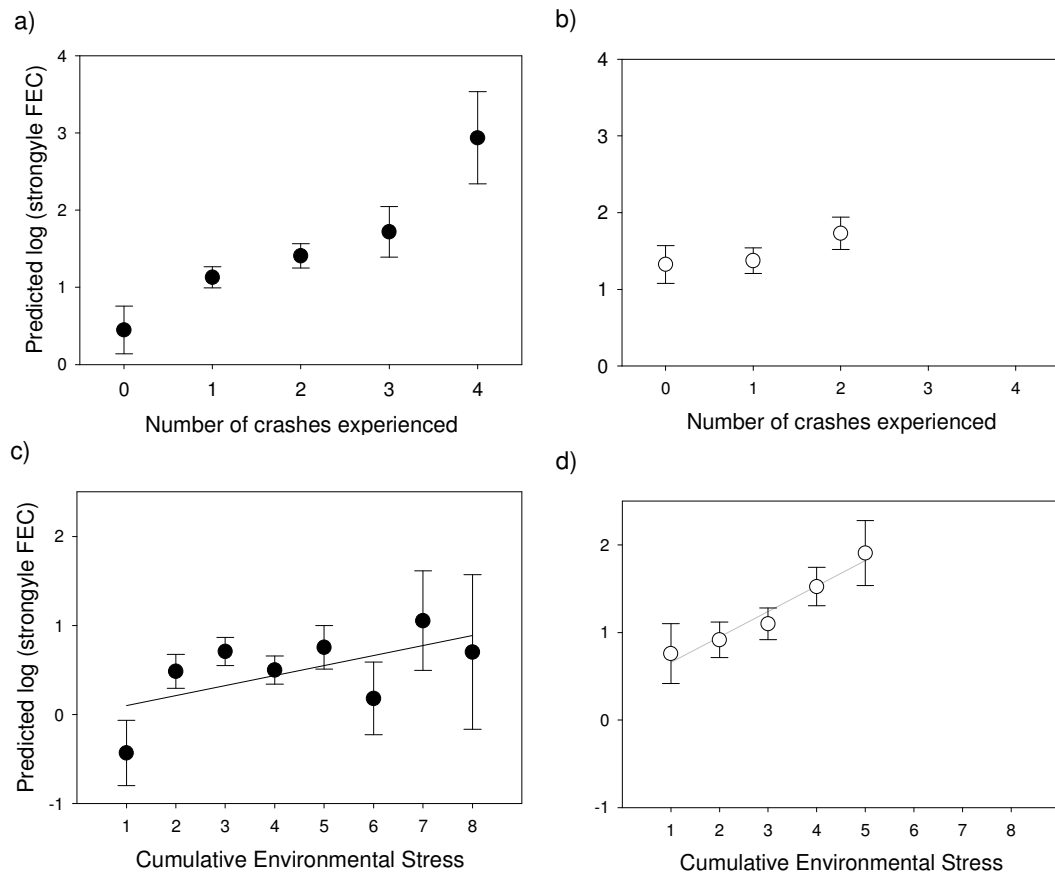 a)
Predicted log (strongyle FEC)
4
3
2
1
0
0 1 2 3 4
Number of crashes experienced
b)
4
3
2
1
0
0 1 2 3 4
Number of crashes experienced
c)
Predicted log (strongyle FEC)
2
1
0
-1
1 2 3 4 5 6 7 8
Cumulative Environmental Stress
d)
2
1
0
-1
1 2 3 4 5 6 7 8
Cumulative Environmental Stress